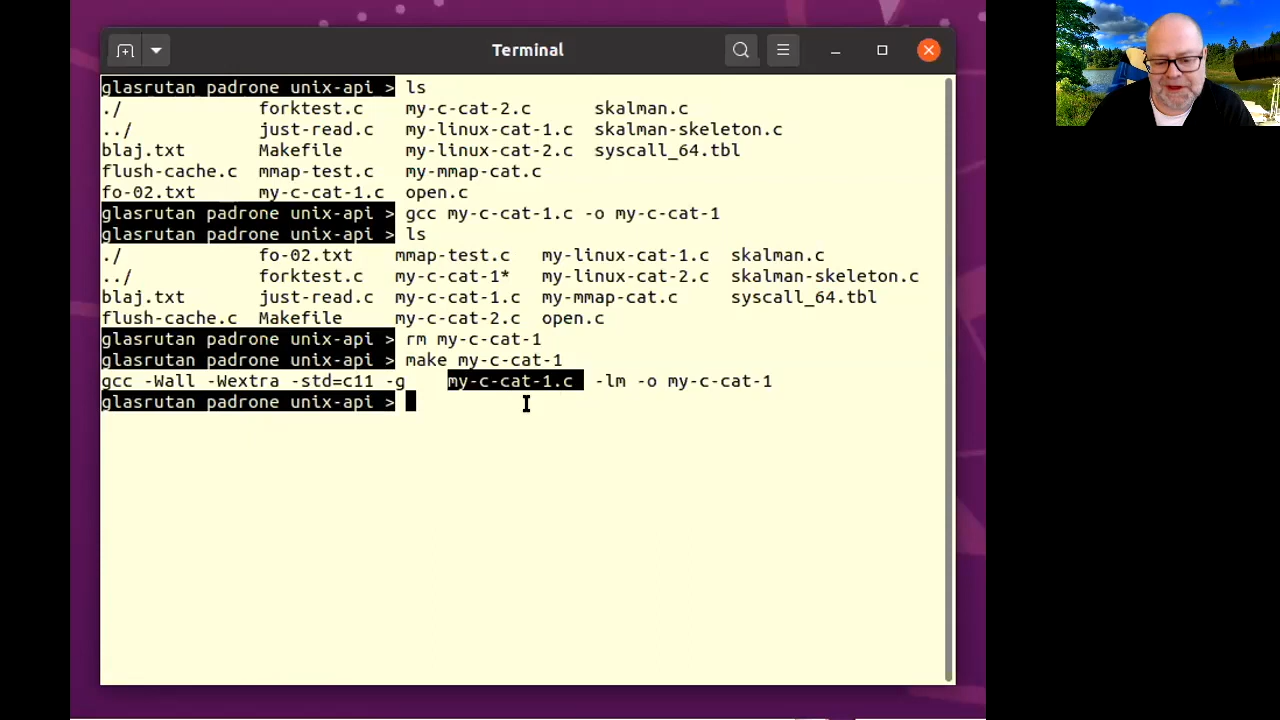 Terminal
glasrutan padrone unix-api > ls
./ forktest.c my-c-cat-2.c skalman.c
../ just-read.c my-linux-cat-1.c skalman-skeleton.c
blaj.txt Makefile my-linux-cat-2.c syscall_64.tbl
flush-cache.c mmap-test.c my-mmap-cat.c
fo-02.txt my-c-cat-1.c open.c
glasrutan padrone unix-api > gcc my-c-cat-1.c -o my-c-cat-1
glasrutan padrone unix-api > ls
./ fo-02.txt mmap-test.c my-linux-cat-1.c skalman.c
../ forktest.c my-c-cat-1* my-linux-cat-2.c skalman-skeleton.c
blaj.txt just-read.c my-c-cat-1.c my-mmap-cat.c syscall_64.tbl
flush-cache.c Makefile my-c-cat-2.c open.c
glasrutan padrone unix-api > rm my-c-cat-1
glasrutan padrone unix-api > make my-c-cat-1
gcc -Wall -Wextra -std=c11 -g my-c-cat-1.c -lm -o my-c-cat-1
glasrutan padrone unix-api >